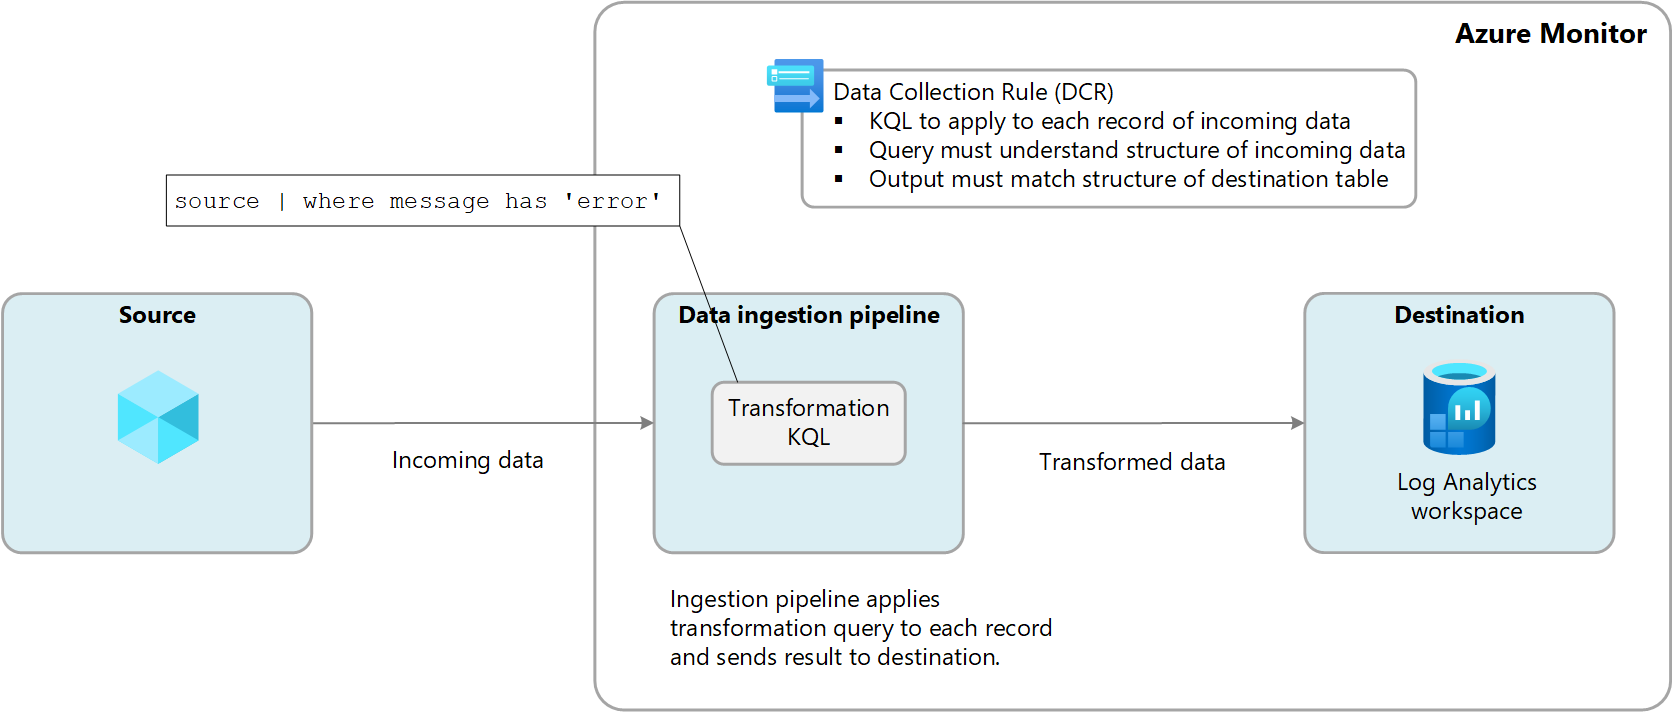 Azure Monitor
Data Collection Rule (DCR)
▪ KQL to apply to each record of incoming data
▪ Query must understand structure of incoming data
▪ Output must match structure of destination table
source | where message has 'error'
Source
Data ingestion pipeline
Destination
Transformation
KQL
Incoming data
Transformed data
Log Analytics
workspace
Ingestion pipeline applies
transformation query to each record
and sends result to destination.